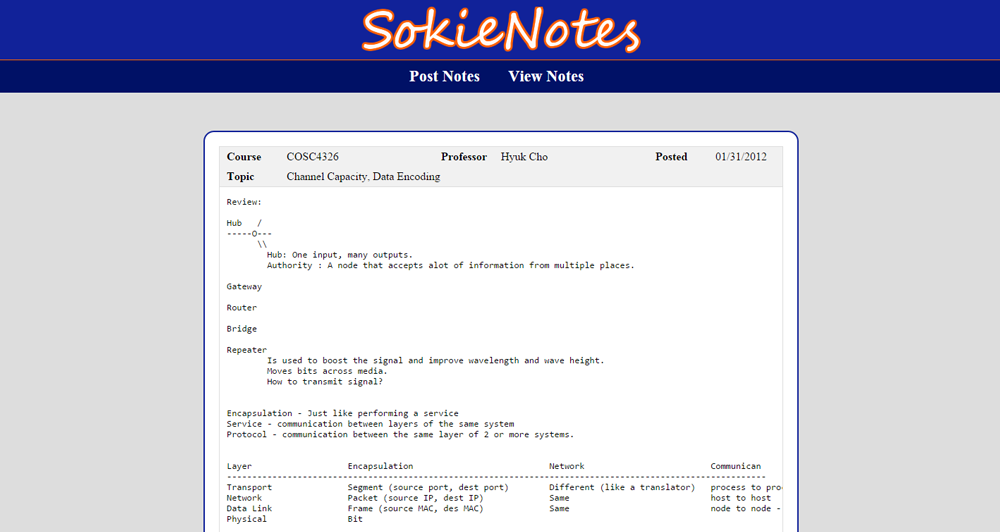 SokieNotes
Post Notes View Notes
Course COSC4326 Professor Hyuk Cho Posted 01/31/2012
Topic Channel Capacity, Data Encoding
Review:
Hub /
-----O---
\\
Hub: One input, many outputs.
Authority : A node that accepts alot of information from multiple places.
Gateway
Router
Bridge
Repeater
Is used to boost the signal and improve wavelength and wave height.
Moves bits across media.
How to transmit signal?
Encapsulation - Just like performing a service
Service - communication between layers of the same system
Protocol - communication between the same layer of 2 or more systems.
Layer Encapsulation Network Communican
-----------------------------------------------------------------------------------------------------------
Transport Segment (source port, dest port) Different (like a translator) process to pro
Network Packet (source IP, dest IP) Same host to host
Data Link Frame (source MAC, des MAC) Same node to node -
Physical Bit